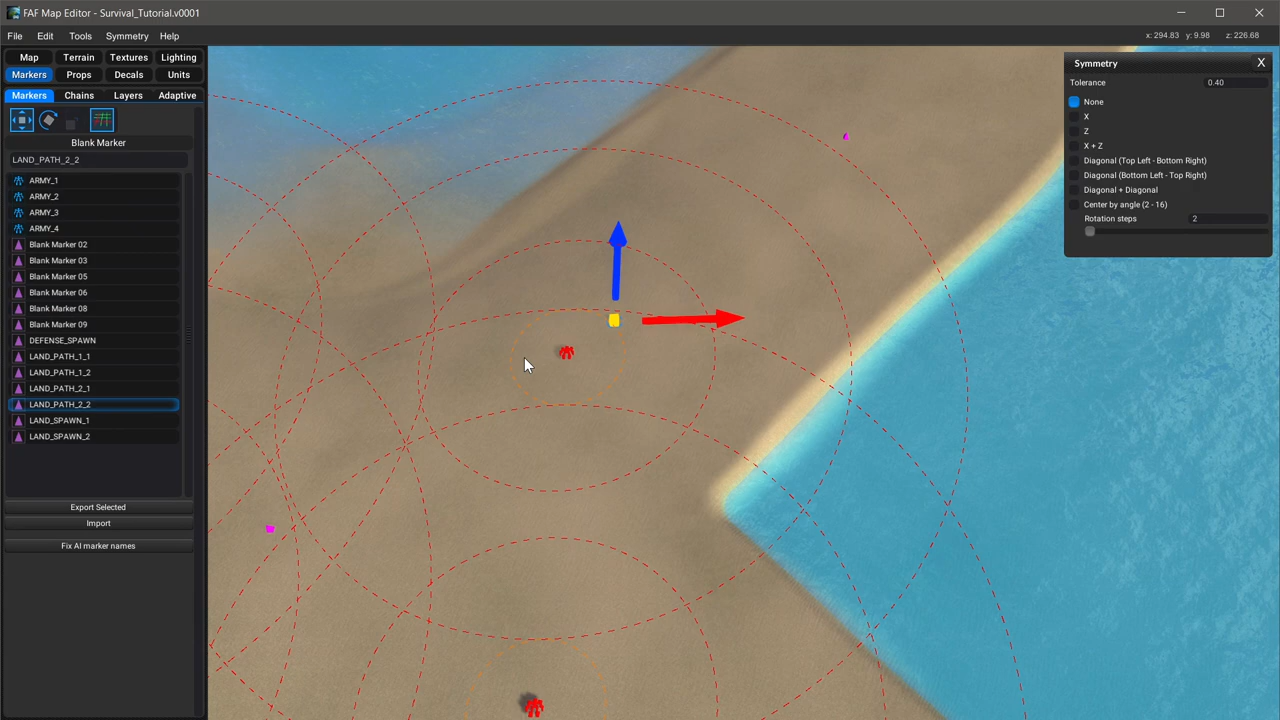 FAF Map Editor - Survival_Tutorial.v0001
File Edit Tools Symmetry Help
x: 294.83 y: 9.98 z: 226.68
Map Terrain Textures Lighting
Markers Props Decals Units
Markers Chains Layers Adaptive
Blank Marker
LAND_PATH_2_2
ARMY_1
ARMY_2
ARMY_3
ARMY_4
Blank Marker 02
Blank Marker 03
Blank Marker 05
Blank Marker 06
Blank Marker 08
Blank Marker 09
DEFENSE_SPAWN
LAND_PATH_1_1
LAND_PATH_1_2
LAND_PATH_2_1
LAND_PATH_2_2
LAND_SPAWN_1
LAND_SPAWN_2
Export Selected
Import
Fix AI marker names
Symmetry X
Tolerance 0.40
None
X
Z
X + Z
Diagonal (Top Left - Bottom Right)
Diagonal (Bottom Left - Top Right)
Diagonal + Diagonal
Center by angle (2 - 16)
Rotation steps 2